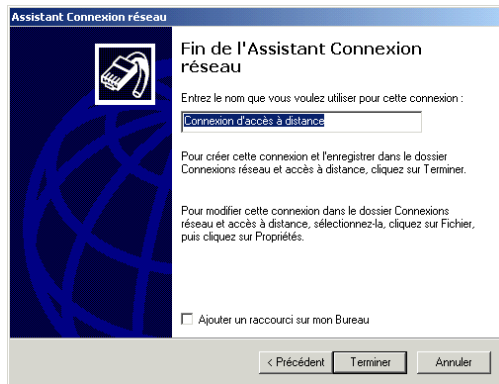 Assistant Connexion réseau
Fin de l'Assistant Connexion
réseau
Entrez le nom que vous voulez utiliser pour cette connexion :
Connexion d'accès à distance
Pour créer cette connexion et l'enregistrer dans le dossier
Connexions réseau et accès à distance, cliquez sur Terminer.
Pour modifier cette connexion dans le dossier Connexions
réseau et accès à distance, sélectionnez-la, cliquez sur Fichier,
puis cliquez sur Propriétés.
Ajouter un raccourci sur mon Bureau
< Précédent Terminer Annuler